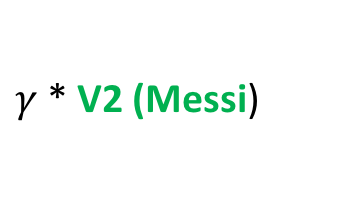 γ * V2 (Messi)